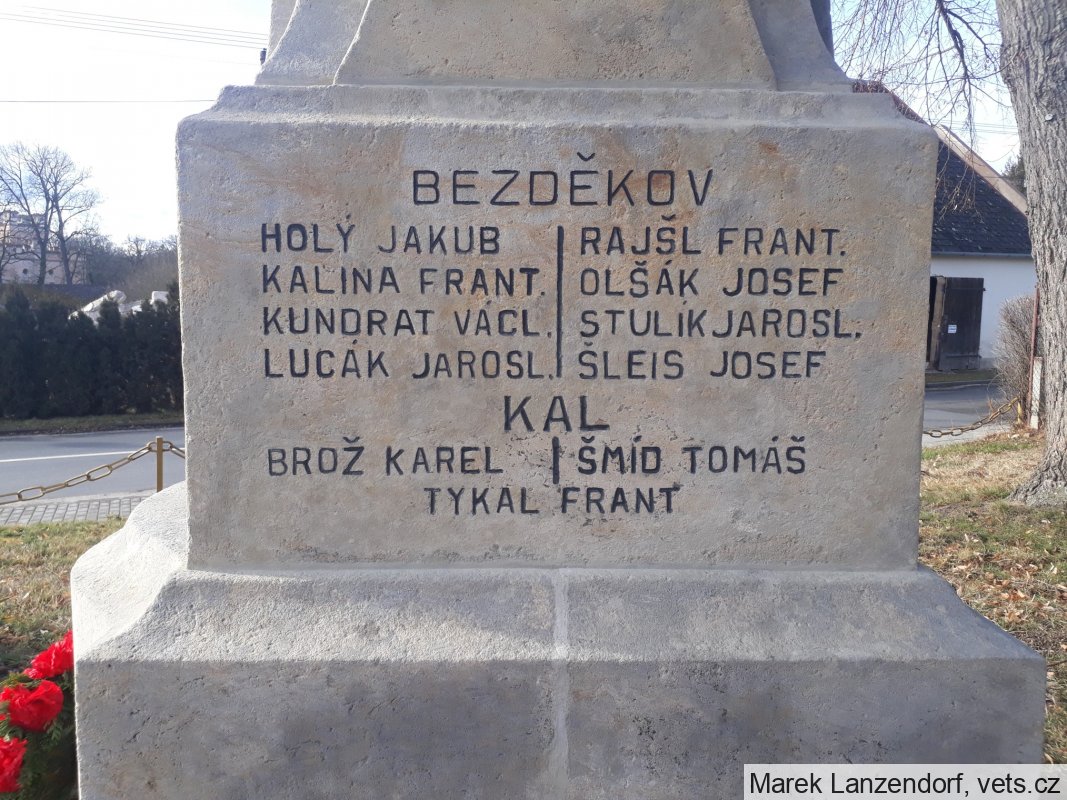 BEZDĚKOV
HOLÝ JAKUB
KALINA FRANT.
KUNDRAT VÁCL.
LUCÁK JAROSL.
RAJŠL FRANT.
OLŠÁK JOSEF
STULÍK JAROSL.
ŠLEIS JOSEF
KAL
BROŽ KAREL
ŠMÍD TOMÁŠ
TYKAL FRANT
Marek Lanzendorf, vets.cz